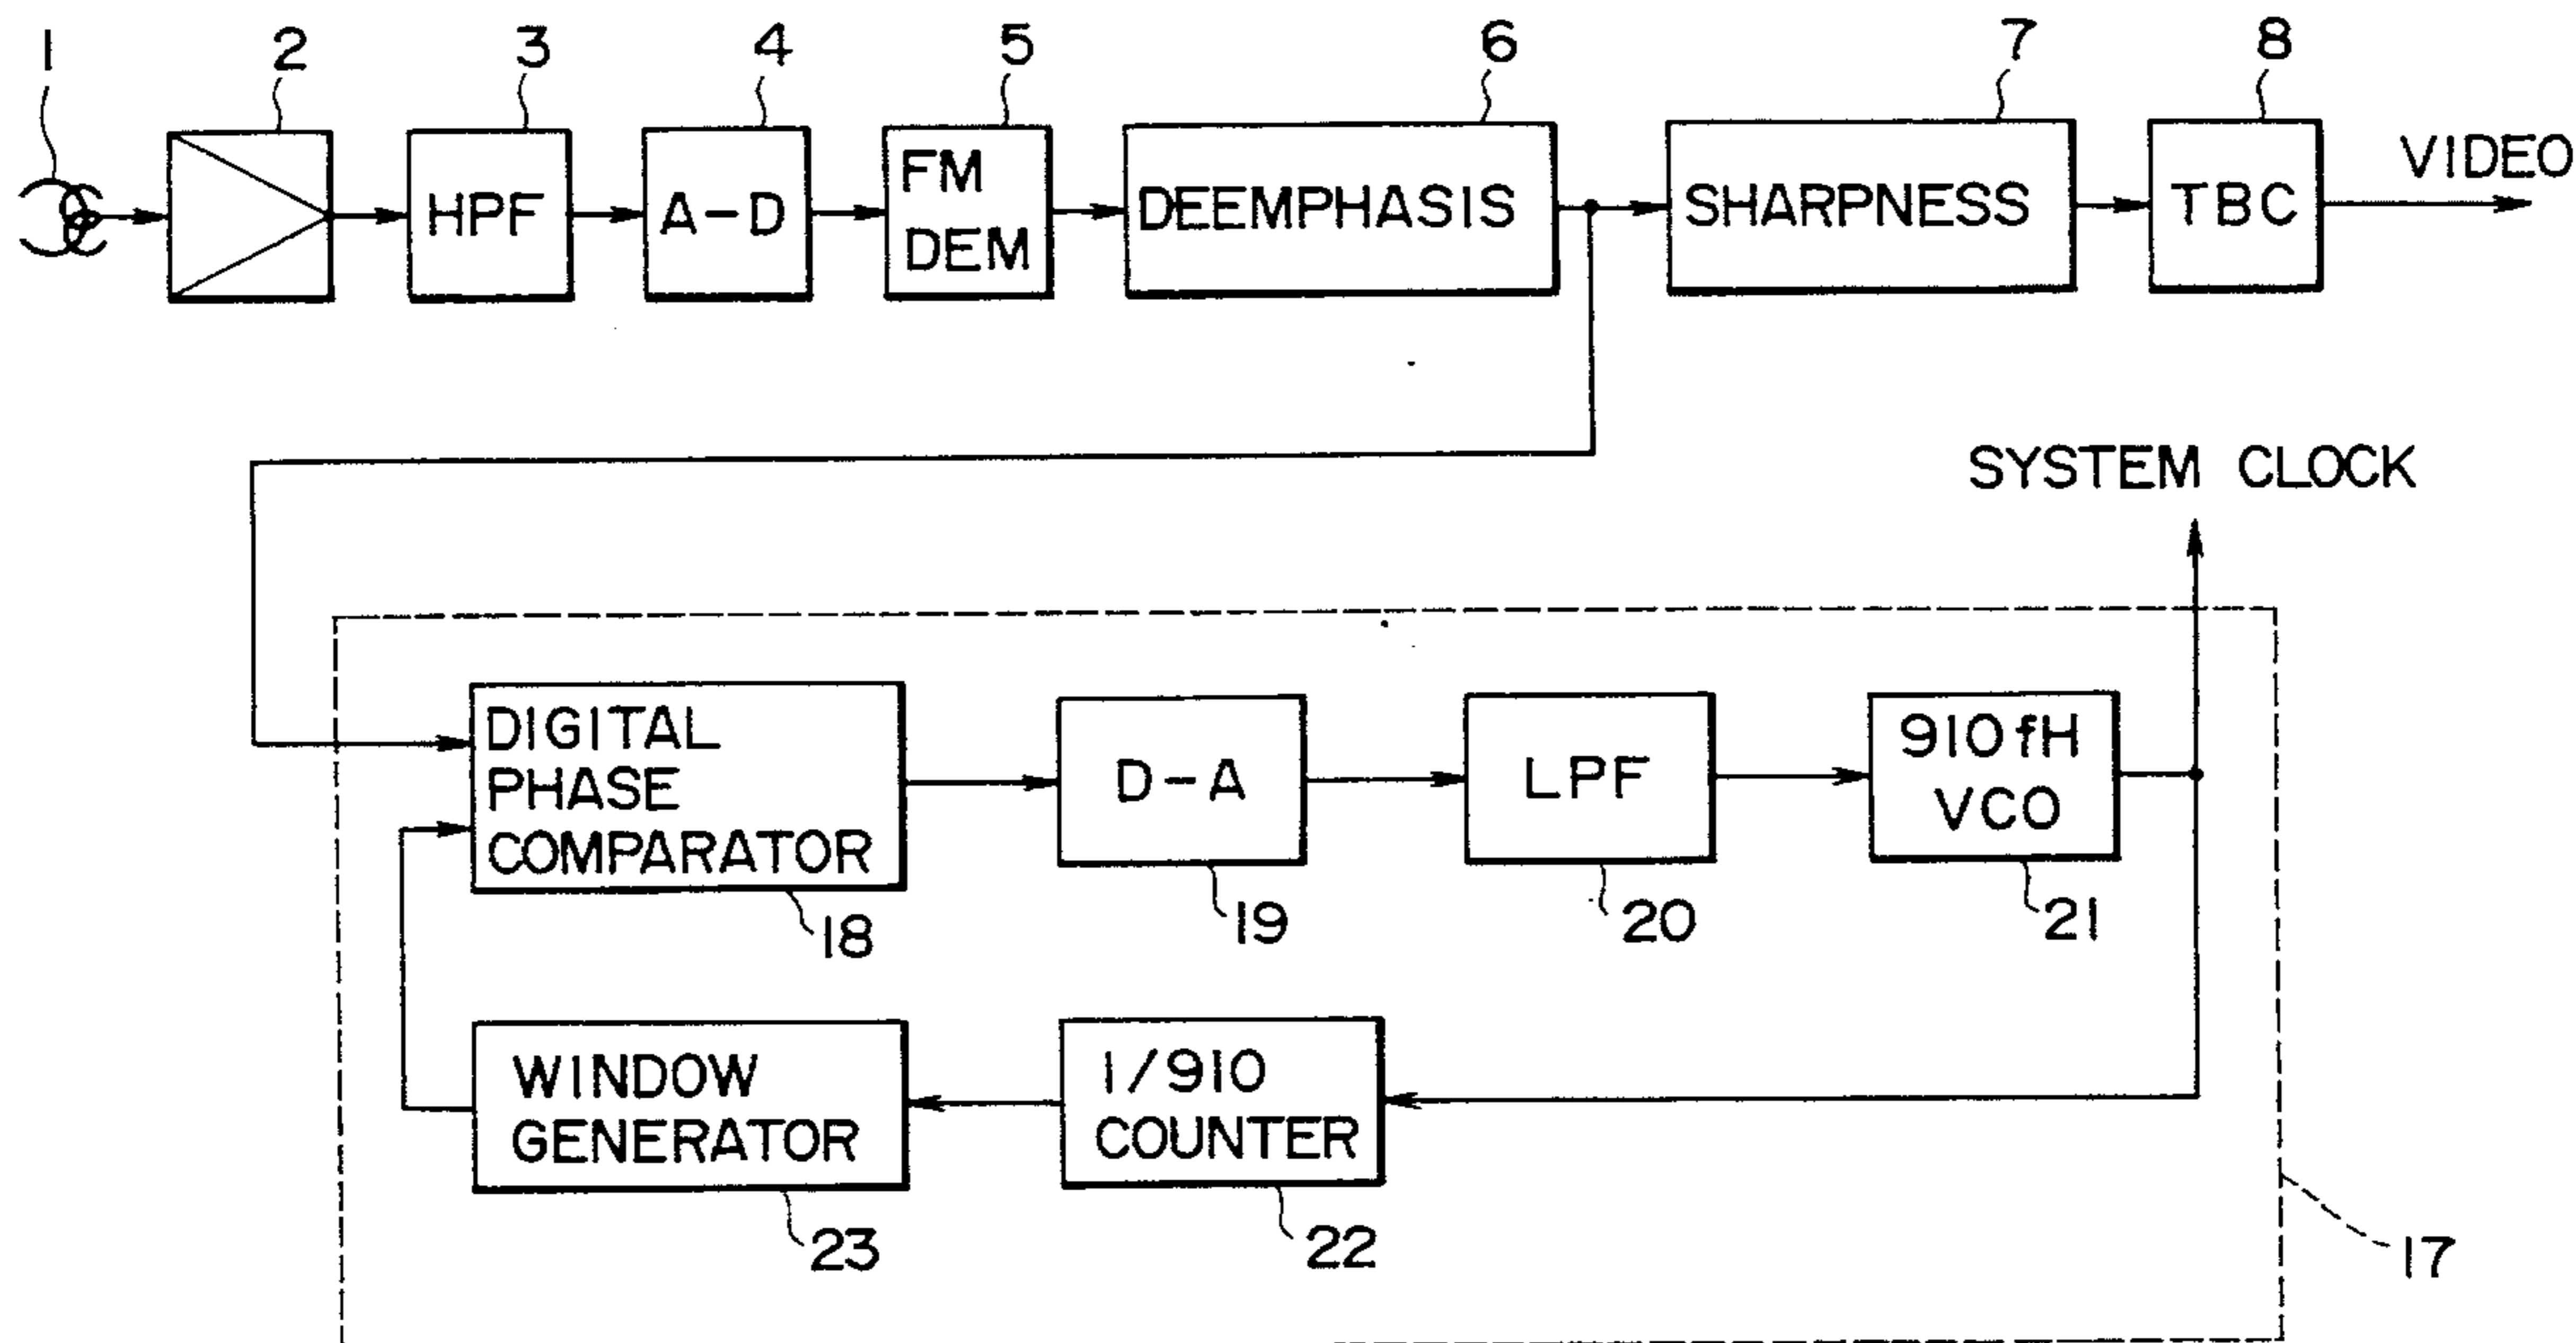 1
2
3
4
5
6
7
8
HPF
A-D
FM
DEM
DEEMPHASIS
SHARPNESS
TBC
VIDEO
SYSTEM CLOCK
DIGITAL
PHASE
COMPARATOR
D-A
LPF
910fH
VCO
18
19
20
21
WINDOW
GENERATOR
1/910
COUNTER
23
22
17